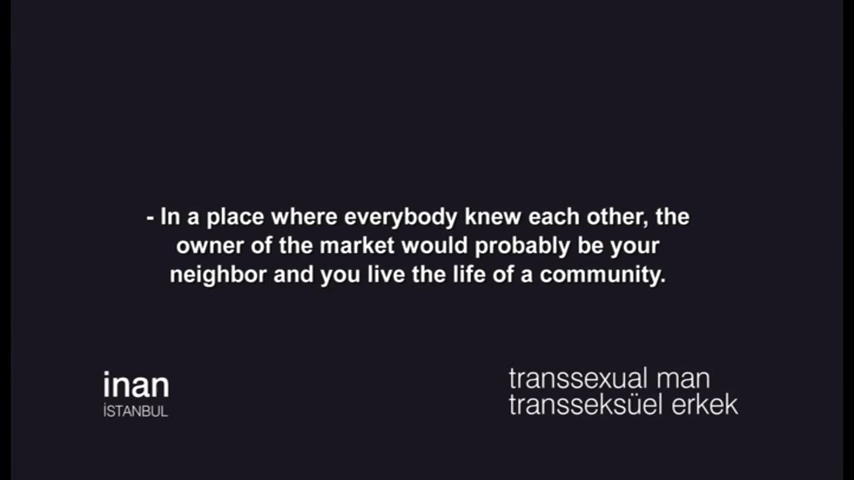 - In a place where everybody knew each other, the
owner of the market would probably be your
neighbor and you live the life of a community.
inan
İSTANBUL
transsexual man
transseksüel erkek